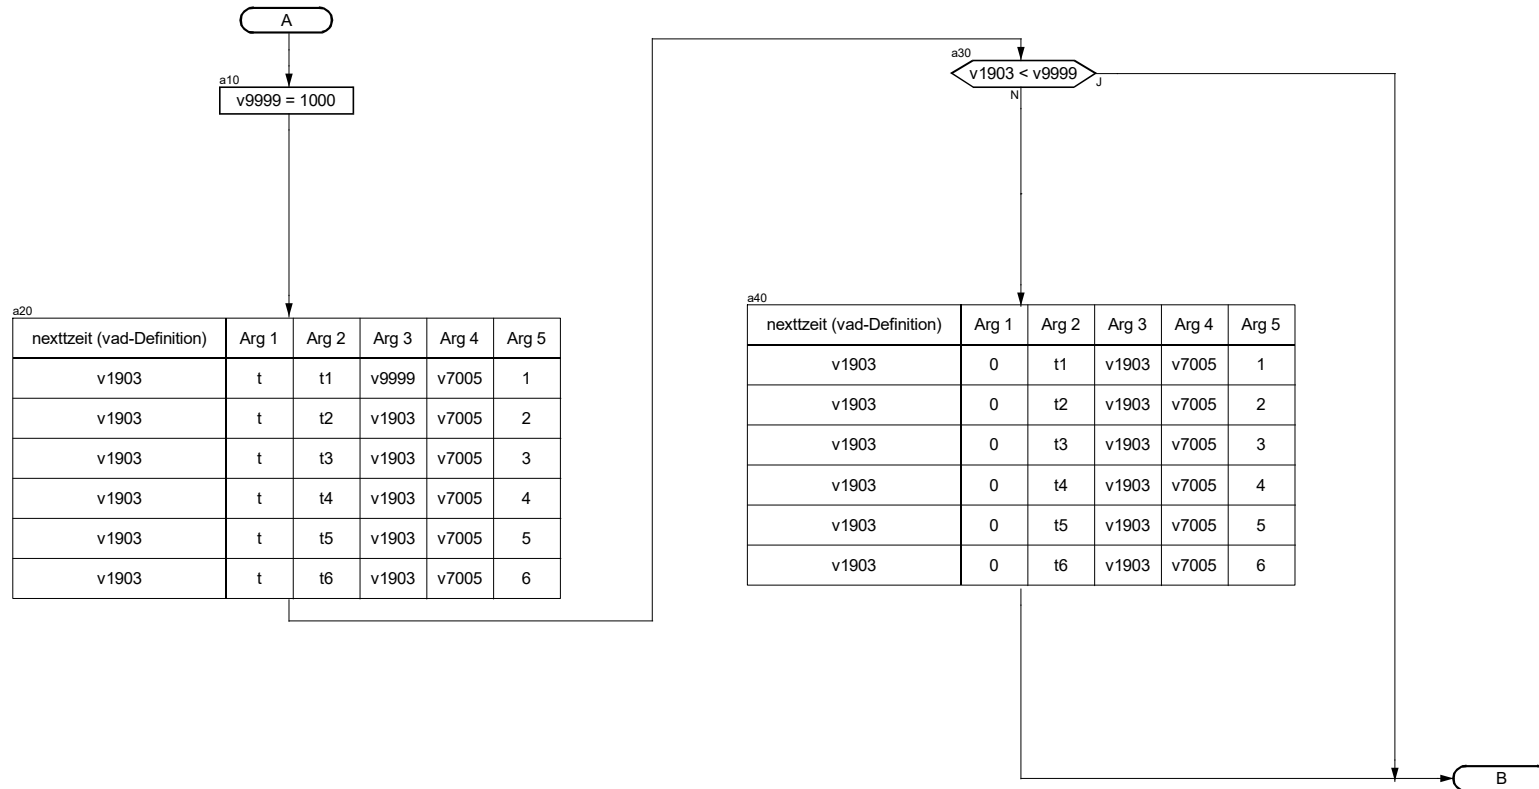 A
a10
v9999 = 1000
a20
nexttzeit (vad-Definition) Arg 1 Arg 2 Arg 3 Arg 4 Arg 5
v1903 t t1 v9999 v7005 1
v1903 t t2 v1903 v7005 2
v1903 t t3 v1903 v7005 3
v1903 t t4 v1903 v7005 4
v1903 t t5 v1903 v7005 5
v1903 t t6 v1903 v7005 6
a30
v1903 < v9999
J
N
a40
nexttzeit (vad-Definition) Arg 1 Arg 2 Arg 3 Arg 4 Arg 5
v1903 0 t1 v1903 v7005 1
v1903 0 t2 v1903 v7005 2
v1903 0 t3 v1903 v7005 3
v1903 0 t4 v1903 v7005 4
v1903 0 t5 v1903 v7005 5
v1903 0 t6 v1903 v7005 6
B